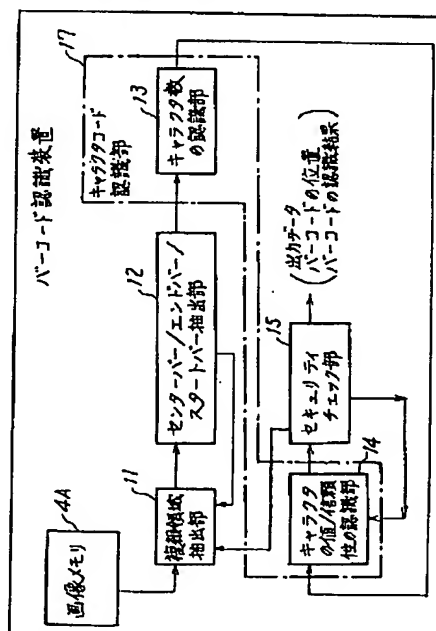 バーコード認識装置
17
キャラクタコード
認識部
4A
画像メモリ
11
複雑領域
抽出部
12
センターバー/エンドバー/
スタートバー抽出部
13
キャラクタ数
の認識部
14
キャラクタ
の値/信頼
性の認識部
15
セキュリティ
チェック部
出力データ
バーコードの位置
バーコードの認識結果